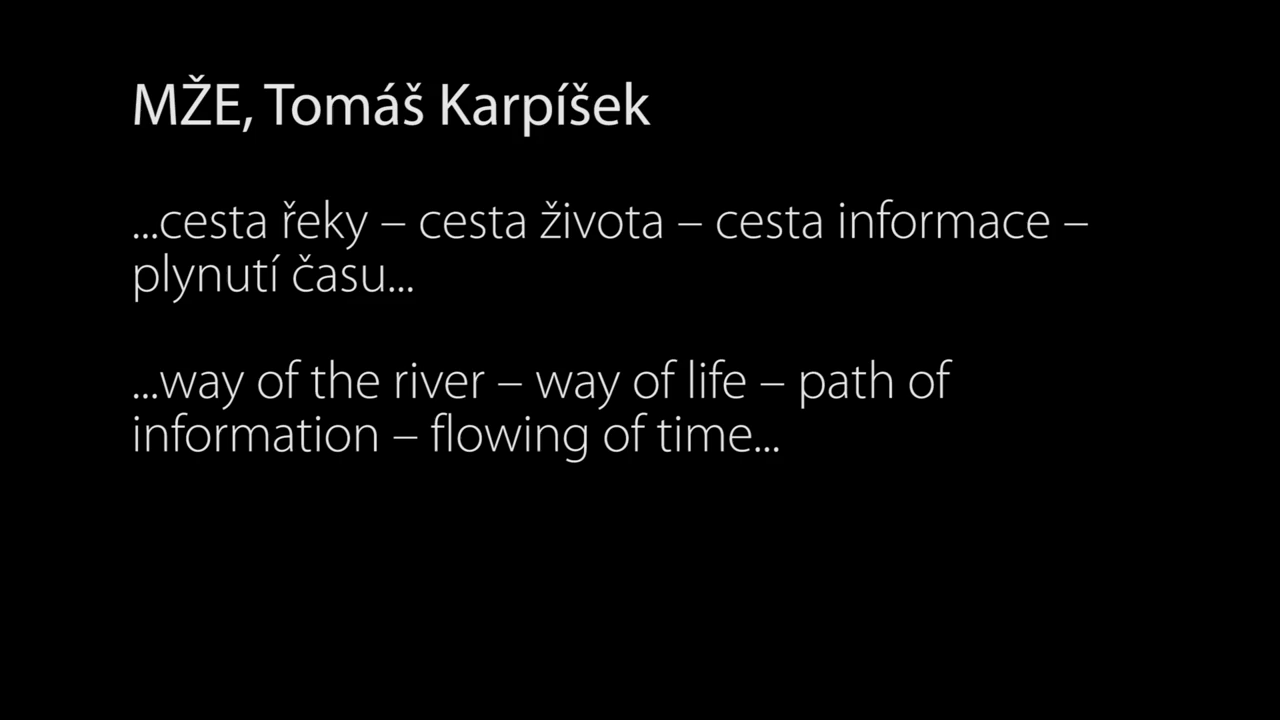 MŽE, Tomáš Karpíšek
...cesta řeky – cesta života – cesta informace –
plynutí času...
...way of the river – way of life – path of
information – flowing of time...